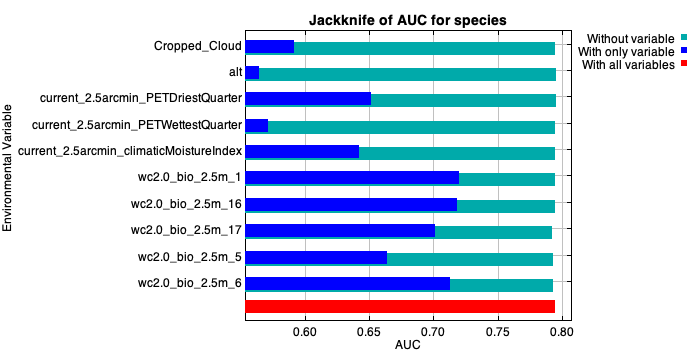 Jackknife of AUC for species
Without variable
With only variable
With all variables
Environmental Variable
Cropped_Cloud
alt
current_2.5arcmin_PETDriestQuarter
current_2.5arcmin_PETWettestQuarter
current_2.5arcmin_climaticMoistureIndex
wc2.0_bio_2.5m_1
wc2.0_bio_2.5m_16
wc2.0_bio_2.5m_17
wc2.0_bio_2.5m_5
wc2.0_bio_2.5m_6
0.60 0.65 0.70 0.75 0.80
AUC